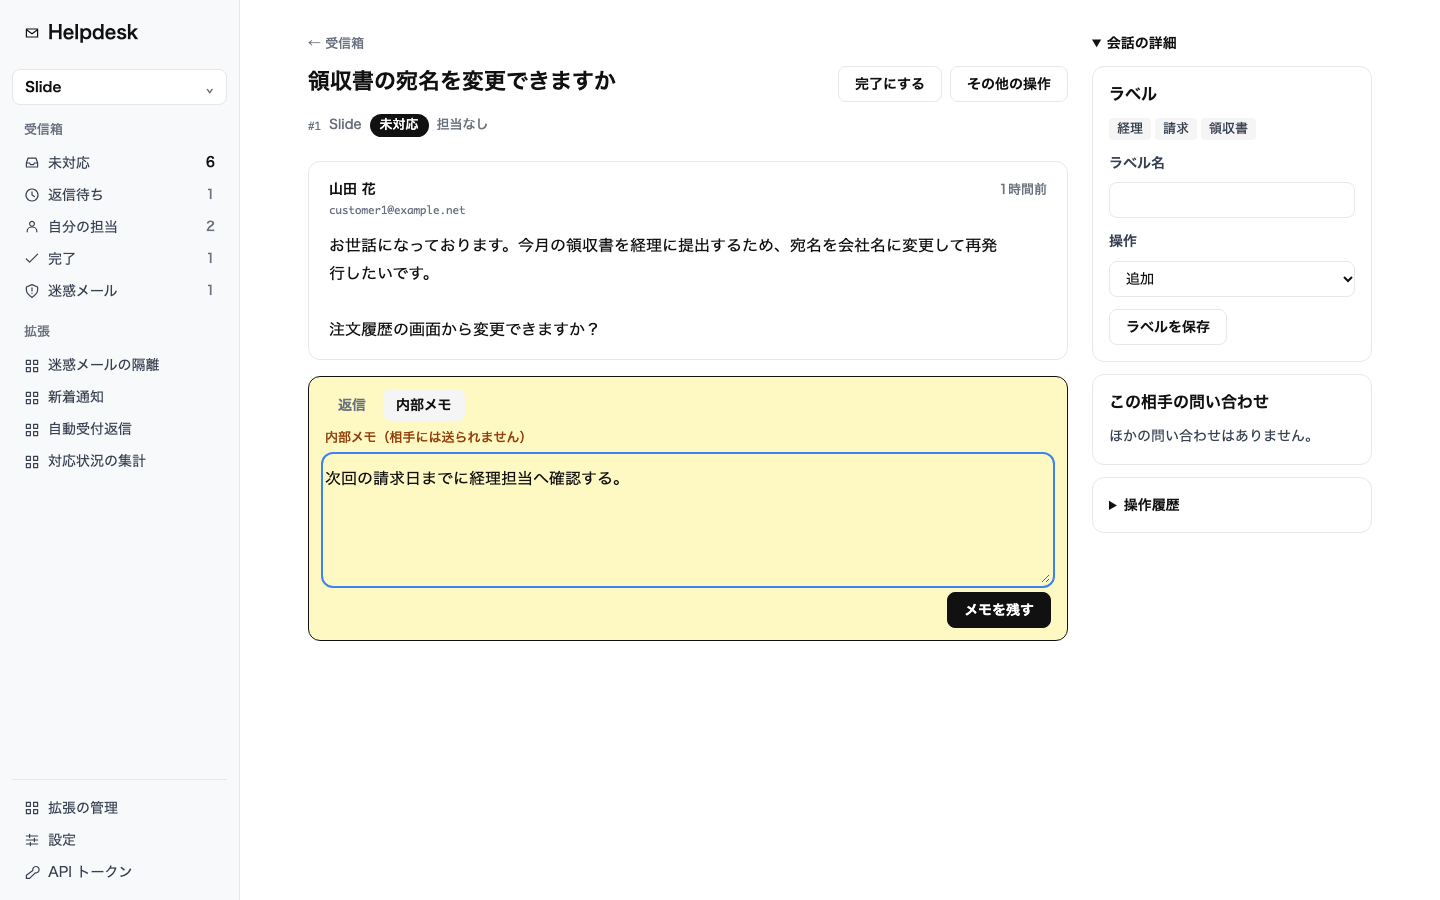 Helpdesk
Slide
受信箱
未対応 6
返信待ち 1
自分の担当 2
完了 1
迷惑メール 1
拡張
迷惑メールの隔離
新着通知
自動受付返信
対応状況の集計
拡張の管理
設定
API トークン
← 受信箱
領収書の宛名を変更できますか
完了にする その他の操作
#1 Slide 未対応 担当なし
山田 花 1時間前
customer1@example.net
お世話になっております。今月の領収書を経理に提出するため、宛名を会社名に変更して再発
行したいです。
注文履歴の画面から変更できますか？
返信 内部メモ
内部メモ（相手には送られません）
次回の請求日までに経理担当へ確認する。
メモを残す
▼ 会話の詳細
ラベル
経理 請求 領収書
ラベル名
操作
追加
ラベルを保存
この相手の問い合わせ
ほかの問い合わせはありません。
▶ 操作履歴